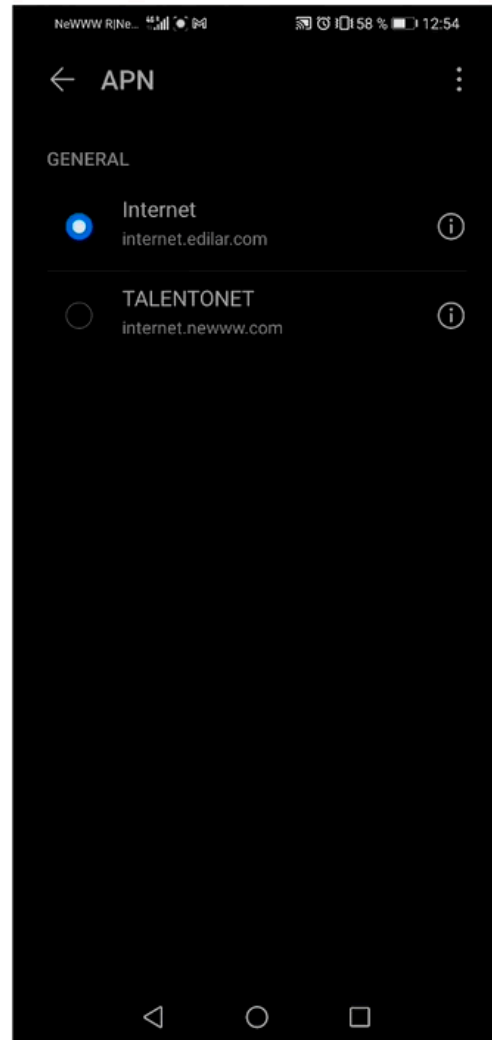 NeWWW R|Ne... 58 % 12:54
APN
GENERAL
Internet
internet.edilar.com
TALENTONET
internet.newww.com